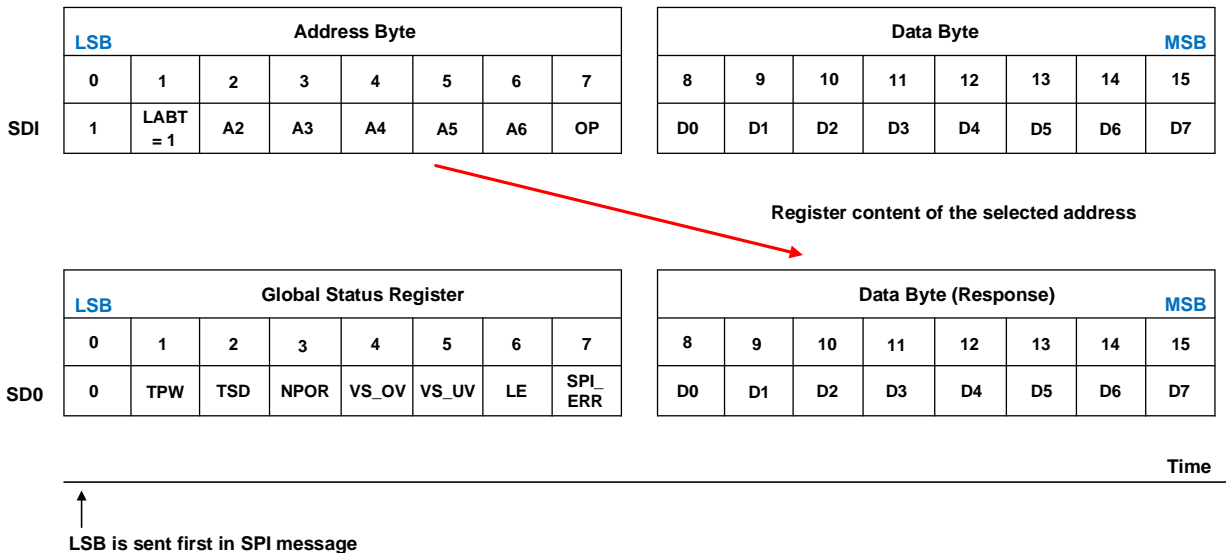 Address Byte
Data Byte
LSB
MSB
0 1 2 3 4 5 6 7
8 9 10 11 12 13 14 15
SDI
1 LABT = 1 A2 A3 A4 A5 A6 OP
D0 D1 D2 D3 D4 D5 D6 D7
Register content of the selected address
Global Status Register
Data Byte (Response)
LSB
MSB
0 1 2 3 4 5 6 7
8 9 10 11 12 13 14 15
SD0
0 TPW TSD NPOR VS_OV VS_UV LE SPI_ ERR
D0 D1 D2 D3 D4 D5 D6 D7
Time
LSB is sent first in SPI message